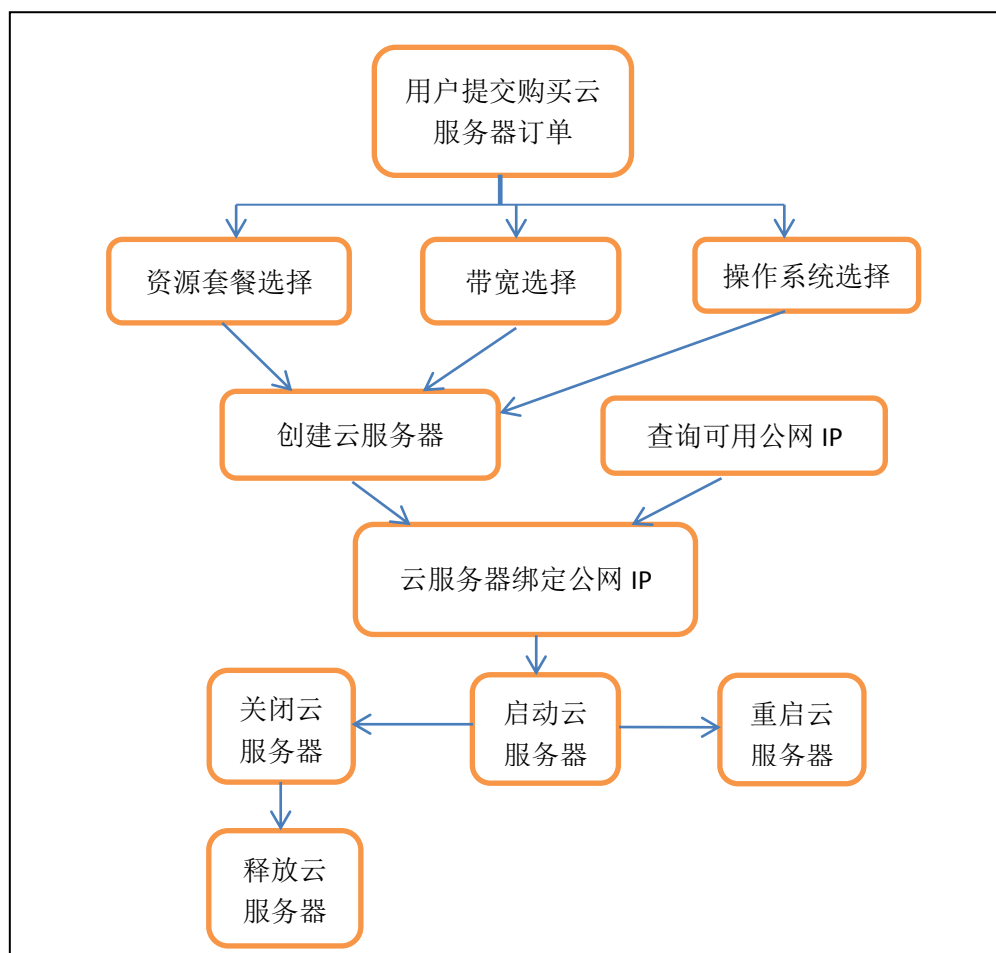 用户提交购买云
服务器订单
资源套餐选择
带宽选择
操作系统选择
创建云服务器
查询可用公网 IP
云服务器绑定公网 IP
关闭云
服务器
启动云
服务器
重启云
服务器
释放云
服务器